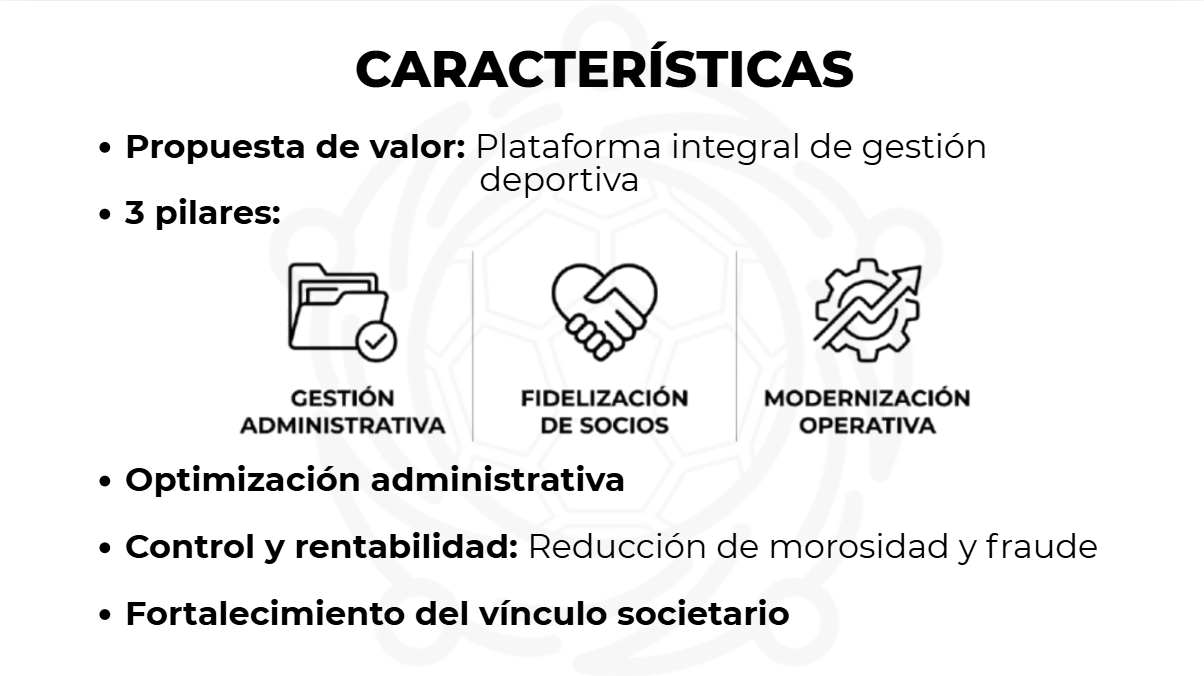 CARACTERÍSTICAS
• Propuesta de valor: Plataforma integral de gestión
deportiva
• 3 pilares:
GESTIÓN
ADMINISTRATIVA
FIDELIZACIÓN
DE SOCIOS
MODERNIZACIÓN
OPERATIVA
• Optimización administrativa
• Control y rentabilidad: Reducción de morosidad y fraude
• Fortalecimiento del vínculo societario